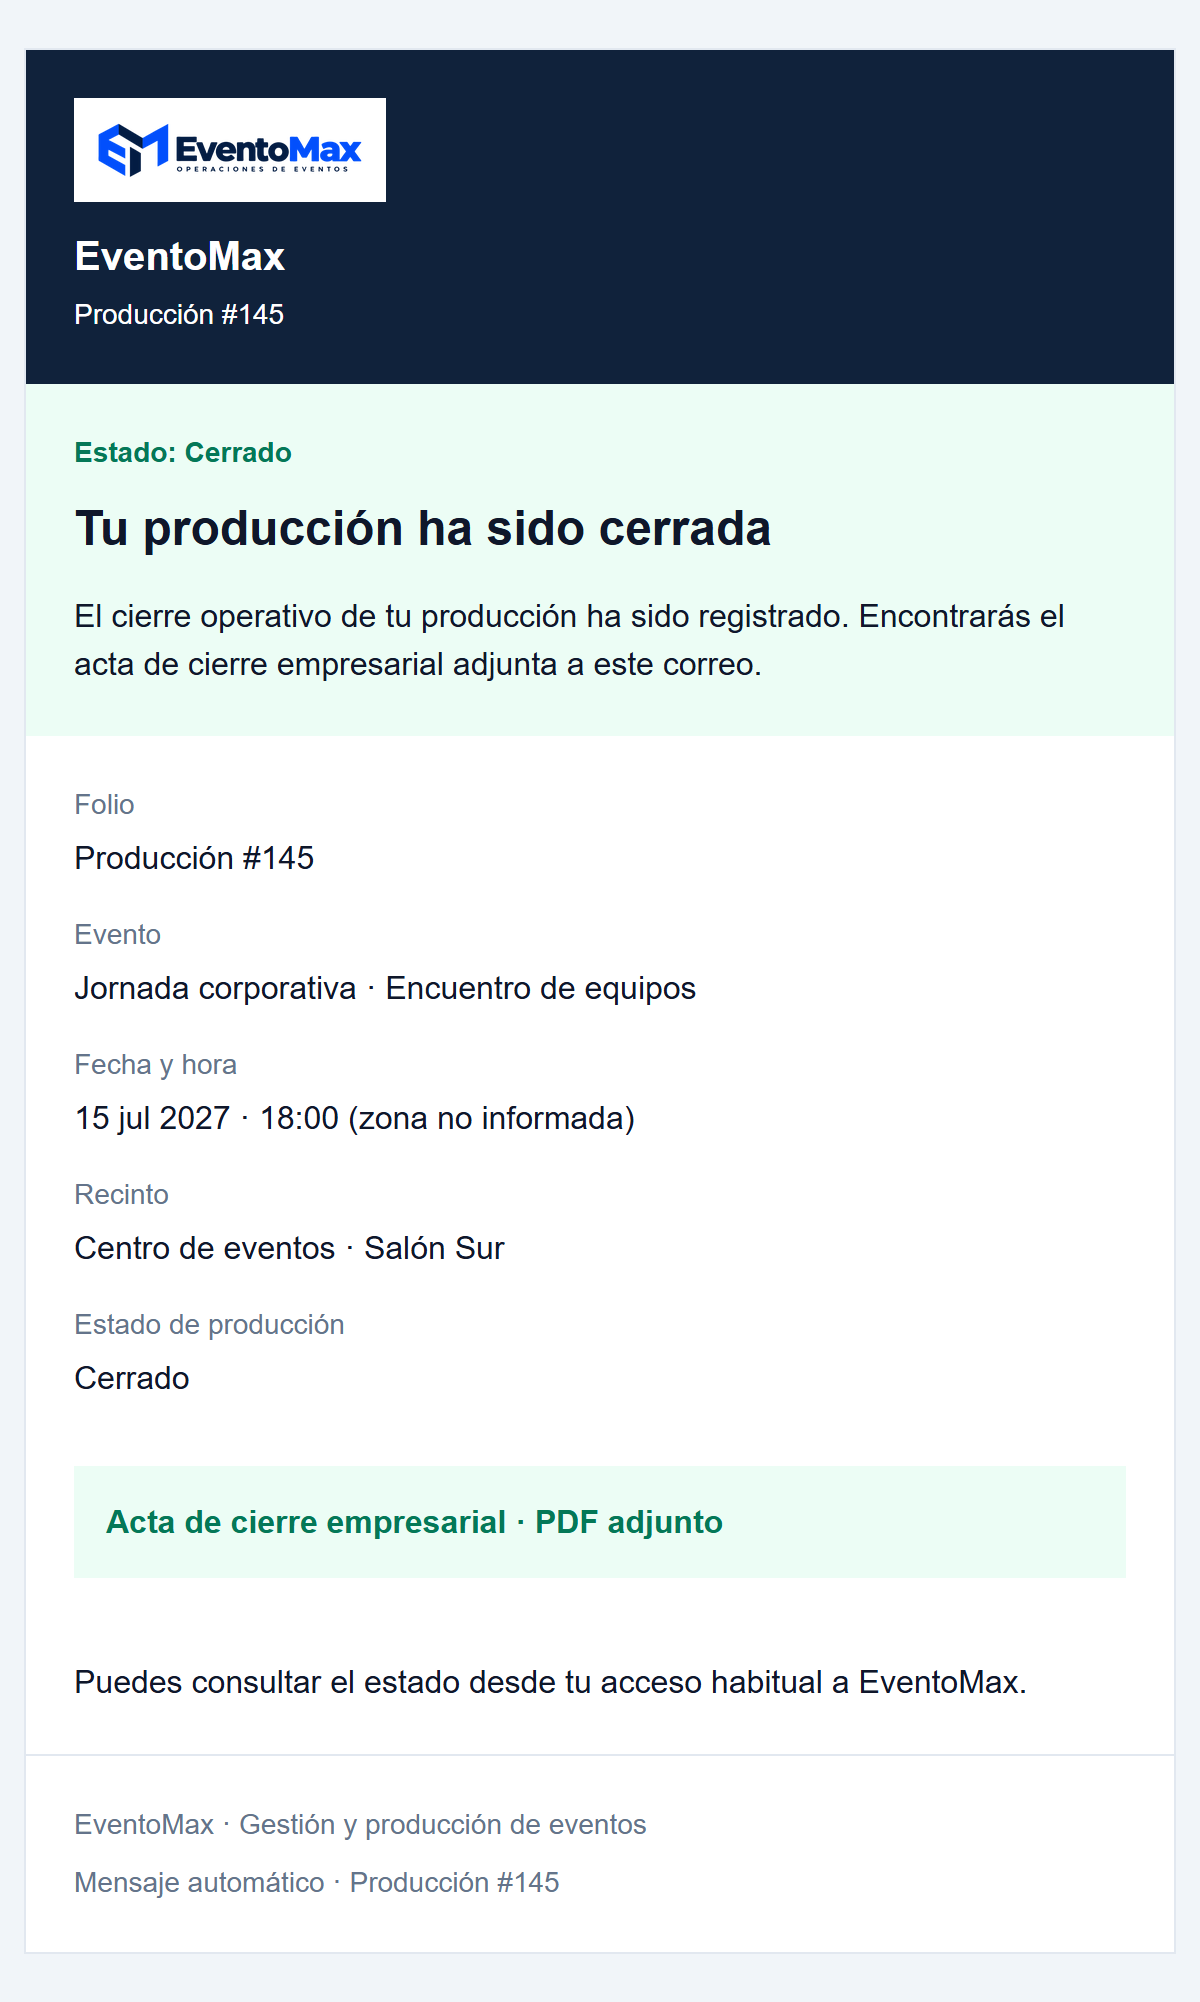 EventoMax
OPERACIONES DE EVENTOS
EventoMax
Producción #145
Estado: Cerrado
Tu producción ha sido cerrada
El cierre operativo de tu producción ha sido registrado. Encontrarás el
acta de cierre empresarial adjunta a este correo.
Folio
Producción #145
Evento
Jornada corporativa · Encuentro de equipos
Fecha y hora
15 jul 2027 · 18:00 (zona no informada)
Recinto
Centro de eventos · Salón Sur
Estado de producción
Cerrado
Acta de cierre empresarial · PDF adjunto
Puedes consultar el estado desde tu acceso habitual a EventoMax.
EventoMax · Gestión y producción de eventos
Mensaje automático · Producción #145